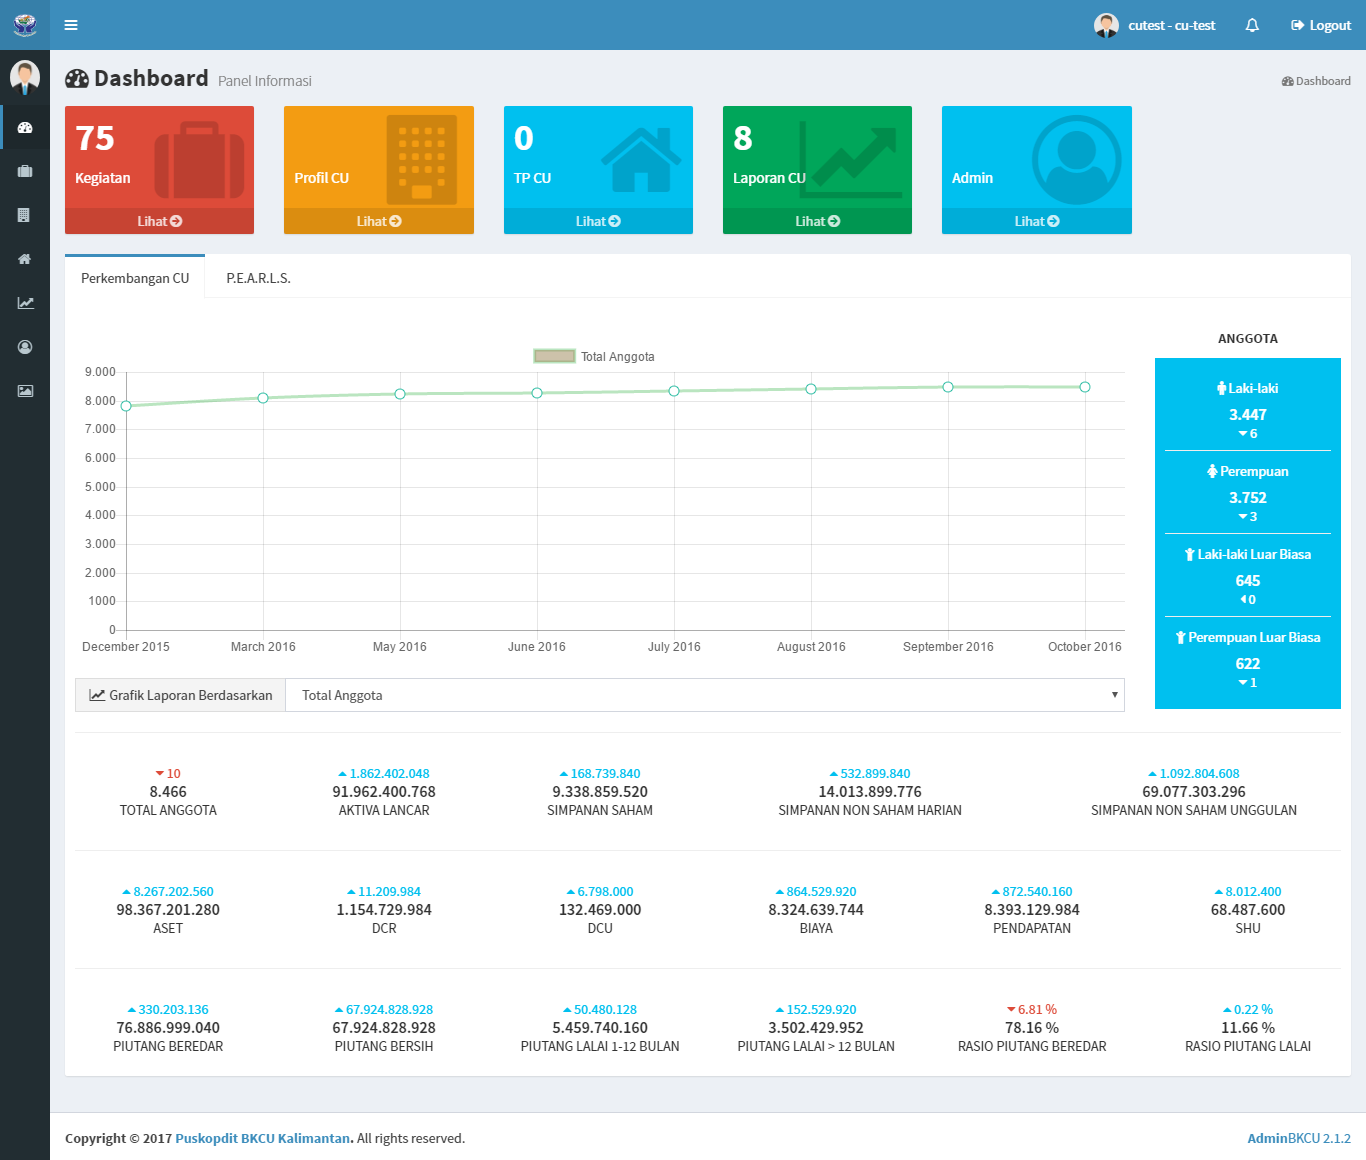 cutest - cu-test
Logout
Dashboard Panel Informasi
Dashboard
75
Kegiatan
Lihat
Profil CU
Lihat
0
TP CU
Lihat
8
Laporan CU
Lihat
Admin
Lihat
Perkembangan CU
P.E.A.R.L.S.
Total Anggota
9.000
8.000
7.000
6.000
5.000
4.000
3.000
2.000
1000
0
December 2015
March 2016
May 2016
June 2016
July 2016
August 2016
September 2016
October 2016
Grafik Laporan Berdasarkan
Total Anggota
ANGGOTA
Laki-laki
3.447
6
Perempuan
3.752
3
Laki-laki Luar Biasa
645
0
Perempuan Luar Biasa
622
1
10
8.466
TOTAL ANGGOTA
1.862.402.048
91.962.400.768
AKTIVA LANCAR
168.739.840
9.338.859.520
SIMPANAN SAHAM
532.899.840
14.013.899.776
SIMPANAN NON SAHAM HARIAN
1.092.804.608
69.077.303.296
SIMPANAN NON SAHAM UNGGULAN
8.267.202.560
98.367.201.280
ASET
11.209.984
1.154.729.984
DCR
6.798.000
132.469.000
DCU
864.529.920
8.324.639.744
BIAYA
872.540.160
8.393.129.984
PENDAPATAN
8.012.400
68.487.600
SHU
330.203.136
76.886.999.040
PIUTANG BEREDAR
67.924.828.928
67.924.828.928
PIUTANG BERSIH
50.480.128
5.459.740.160
PIUTANG LALAI 1-12 BULAN
152.529.920
3.502.429.952
PIUTANG LALAI > 12 BULAN
6.81 %
78.16 %
RASIO PIUTANG BEREDAR
0.22 %
11.66 %
RASIO PIUTANG LALAI
Copyright © 2017 Puskopdit BKCU Kalimantan. All rights reserved.
AdminBKCU 2.1.2